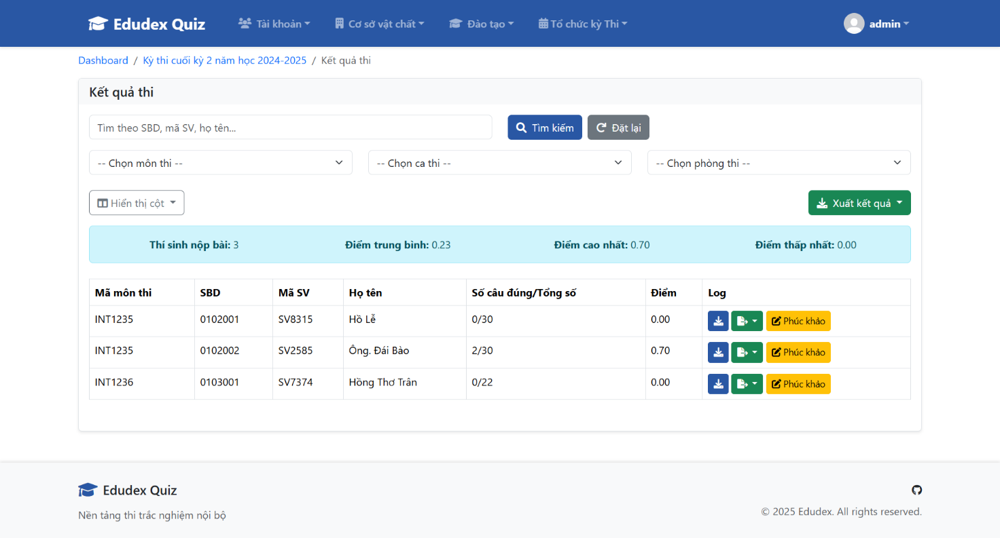 Edudex Quiz Tài khoản Cơ sở vật chất Đào tạo Tổ chức kỳ Thi admin
Dashboard / Kỳ thi cuối kỳ 2 năm học 2024-2025 / Kết quả thi
Kết quả thi
Tìm theo SBD, mã SV, họ tên... Tìm kiếm Đặt lại
-- Chọn môn thi -- -- Chọn ca thi -- -- Chọn phòng thi --
Hiển thị cột Xuất kết quả
Thí sinh nộp bài: 3 Điểm trung bình: 0.23 Điểm cao nhất: 0.70 Điểm thấp nhất: 0.00
Mã môn thi SBD Mã SV Họ tên Số câu đúng/Tổng số Điểm Log
INT1235 0102001 SV8315 Hồ Lễ 0/30 0.00 Phúc khảo
INT1235 0102002 SV2585 Ông. Đái Bào 2/30 0.70 Phúc khảo
INT1236 0103001 SV7374 Hồng Thơ Trân 0/22 0.00 Phúc khảo
Edudex Quiz
Nền tảng thi trắc nghiệm nội bộ
© 2025 Edudex. All rights reserved.